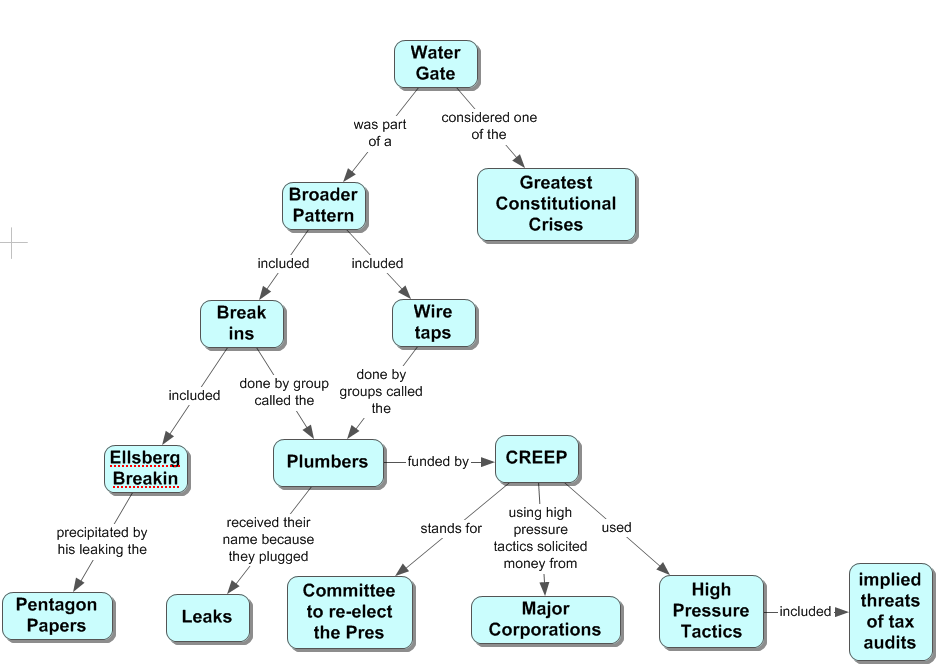 Water
Gate
was part
of a
considered one
of the
Broader
Pattern
Greatest
Constitutional
Crises
included
included
Break
ins
Wire
taps
included
done by group
called the
done by
groups called
the
Ellsberg
Breakin
Plumbers
funded by
CREEP
precipitated by
his leaking the
received their
name because
they plugged
stands for
using high
pressure
tactics solicited
money from
used
Pentagon
Papers
Leaks
Committee
to re-elect
the Pres
Major
Corporations
High
Pressure
Tactics
included
implied
threats
of tax
audits